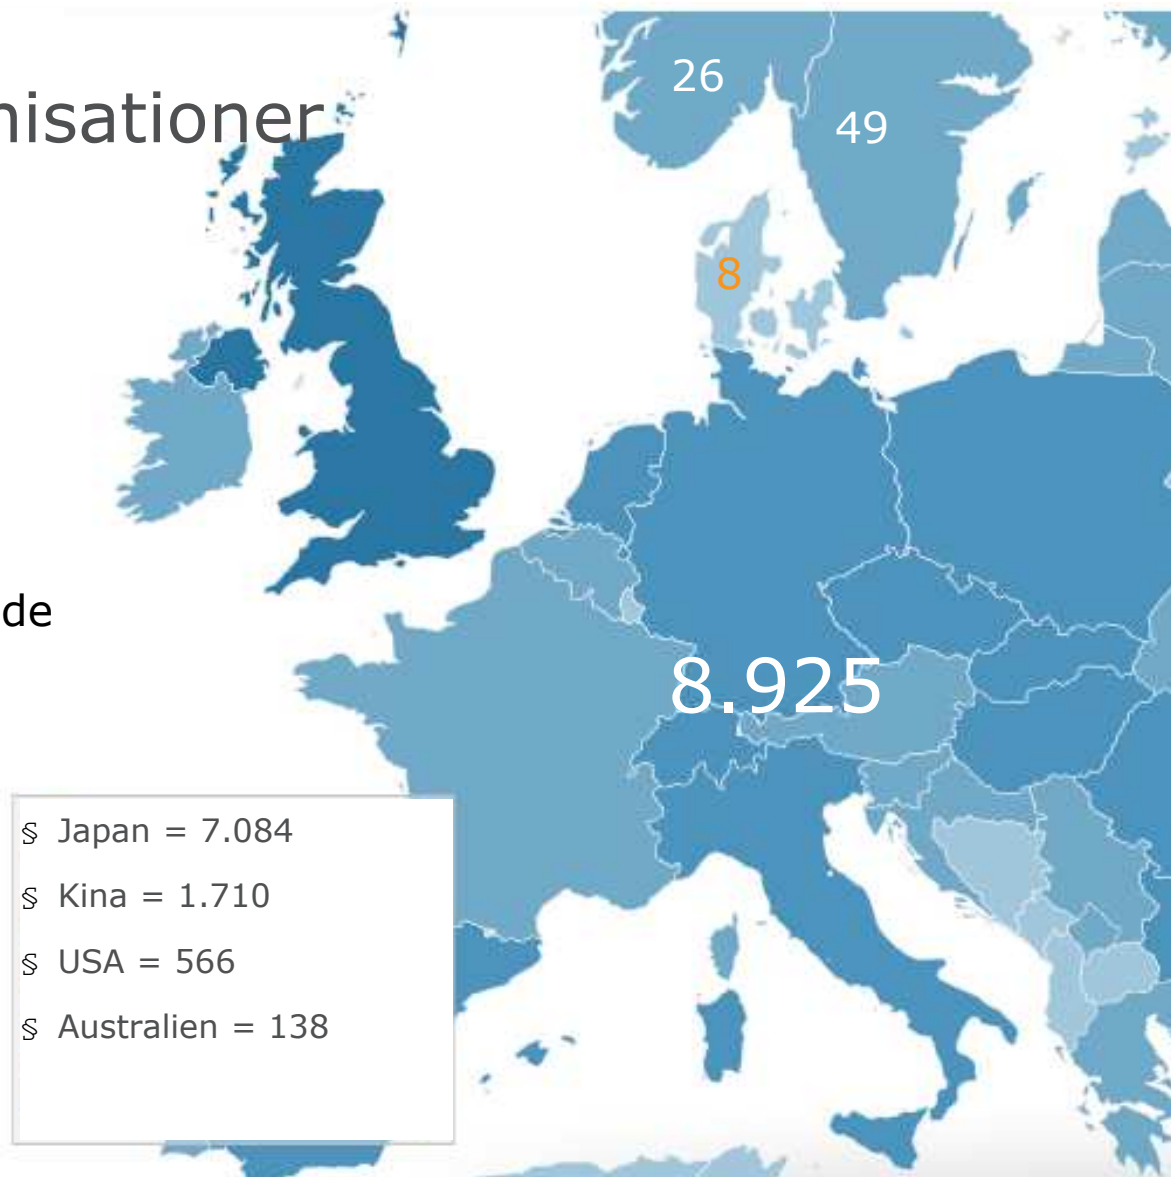 26
49
nisationer
8
de
8.925
§ Japan = 7.084
§ Kina = 1.710
§ USA = 566
§ Australien = 138